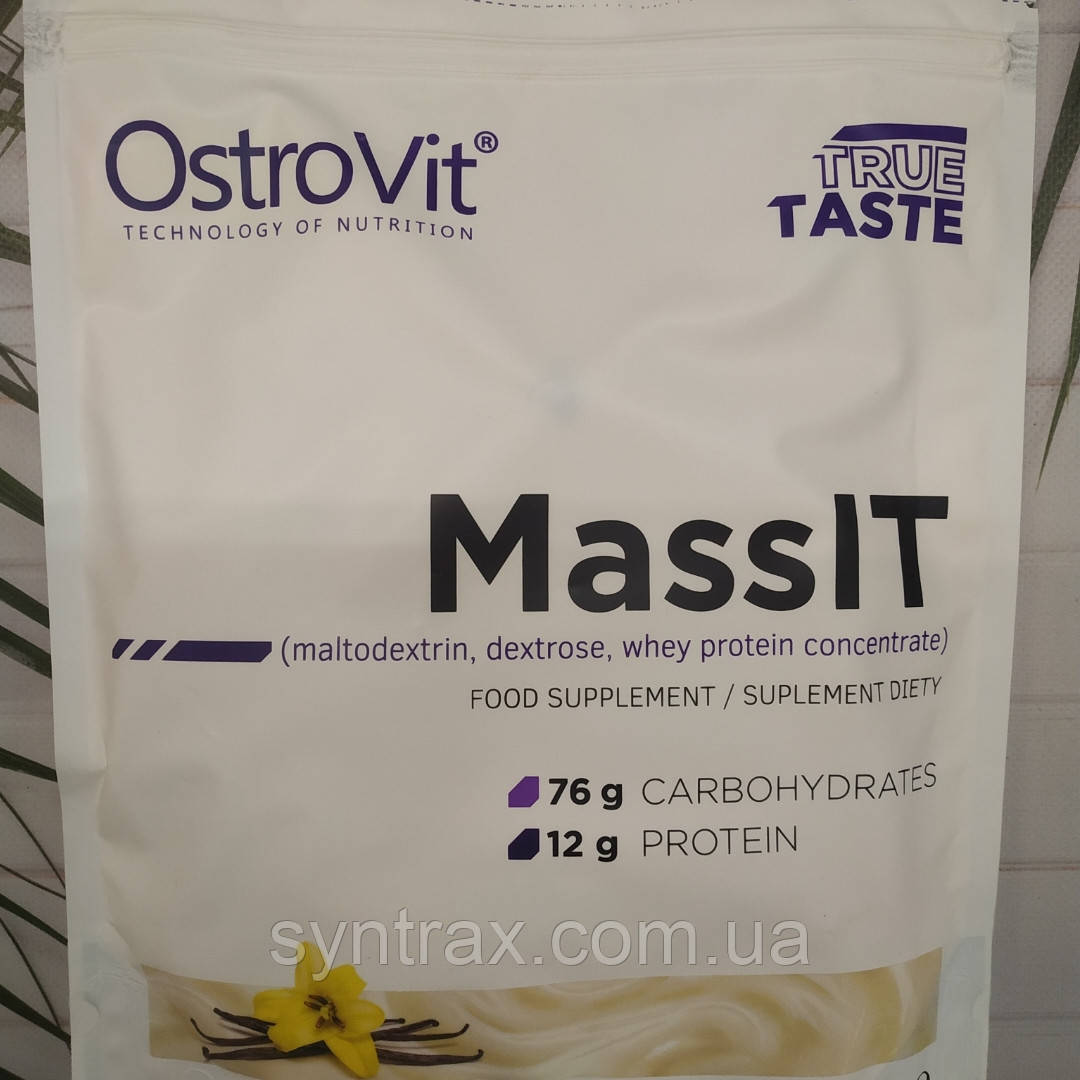 OstroVit®
TECHNOLOGY OF NUTRITION
TRUE
TASTE
MassIT
(maltodextrin, dextrose, whey protein concentrate)
FOOD SUPPLEMENT / SUPLEMENT DIETY
76 g CARBOHYDRATES
12 g PROTEIN
syntrax.com.ua